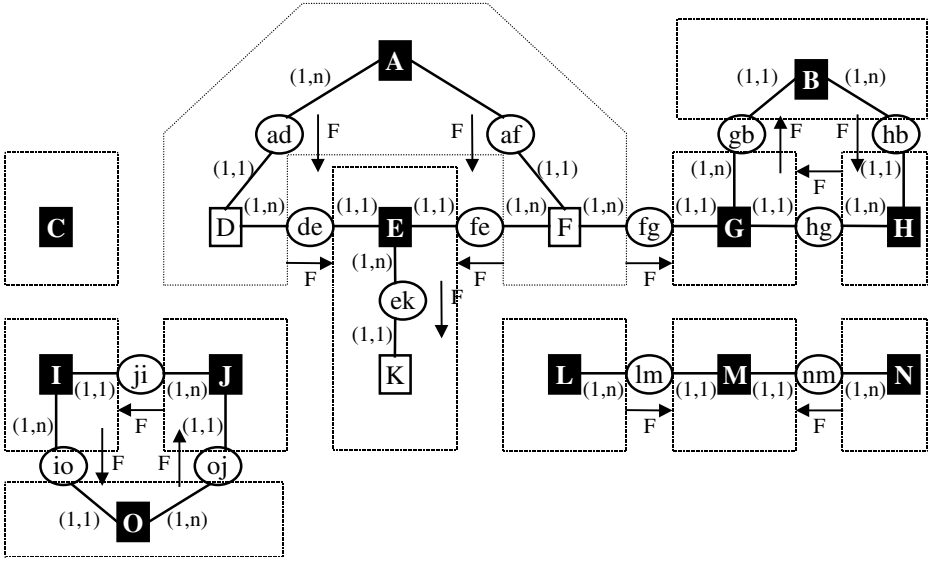 A
B
(1,n)
(1,1)
(1,n)
ad
F
F
af
gb
F
F
hb
(1,1)
(1,1)
(1,n)
F
(1,1)
C
D
(1,n)
de
(1,1)
E
(1,1)
fe
(1,n)
F
(1,n)
fg
(1,1)
G
(1,1)
hg
(1,n)
H
F
(1,n)
F
F
ek
F
(1,1)
I
(1,1)
ji
(1,n)
J
K
L
(1,n)
lm
(1,1)
M
(1,1)
nm
(1,n)
N
F
F
F
(1,n)
(1,1)
io
F
F
oj
(1,1)
O
(1,n)